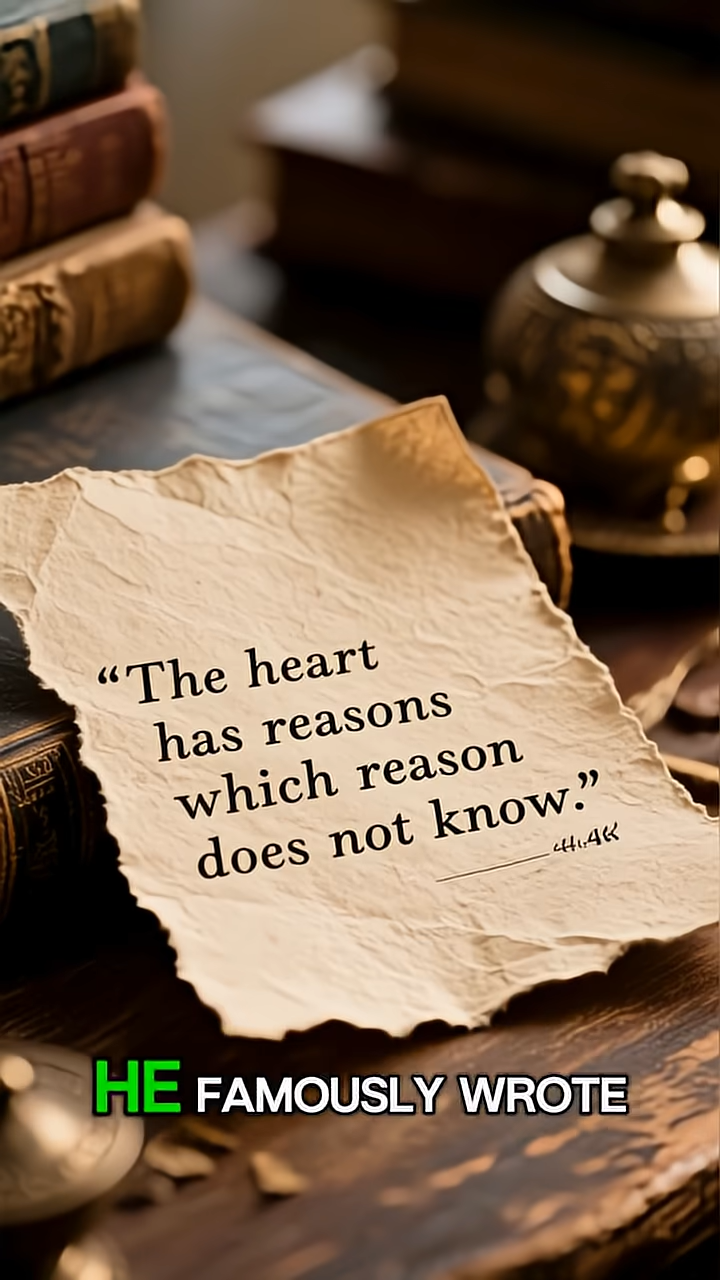 “The heart
has reasons
which reason
does not know.”
HE FAMOUSLY WROTE